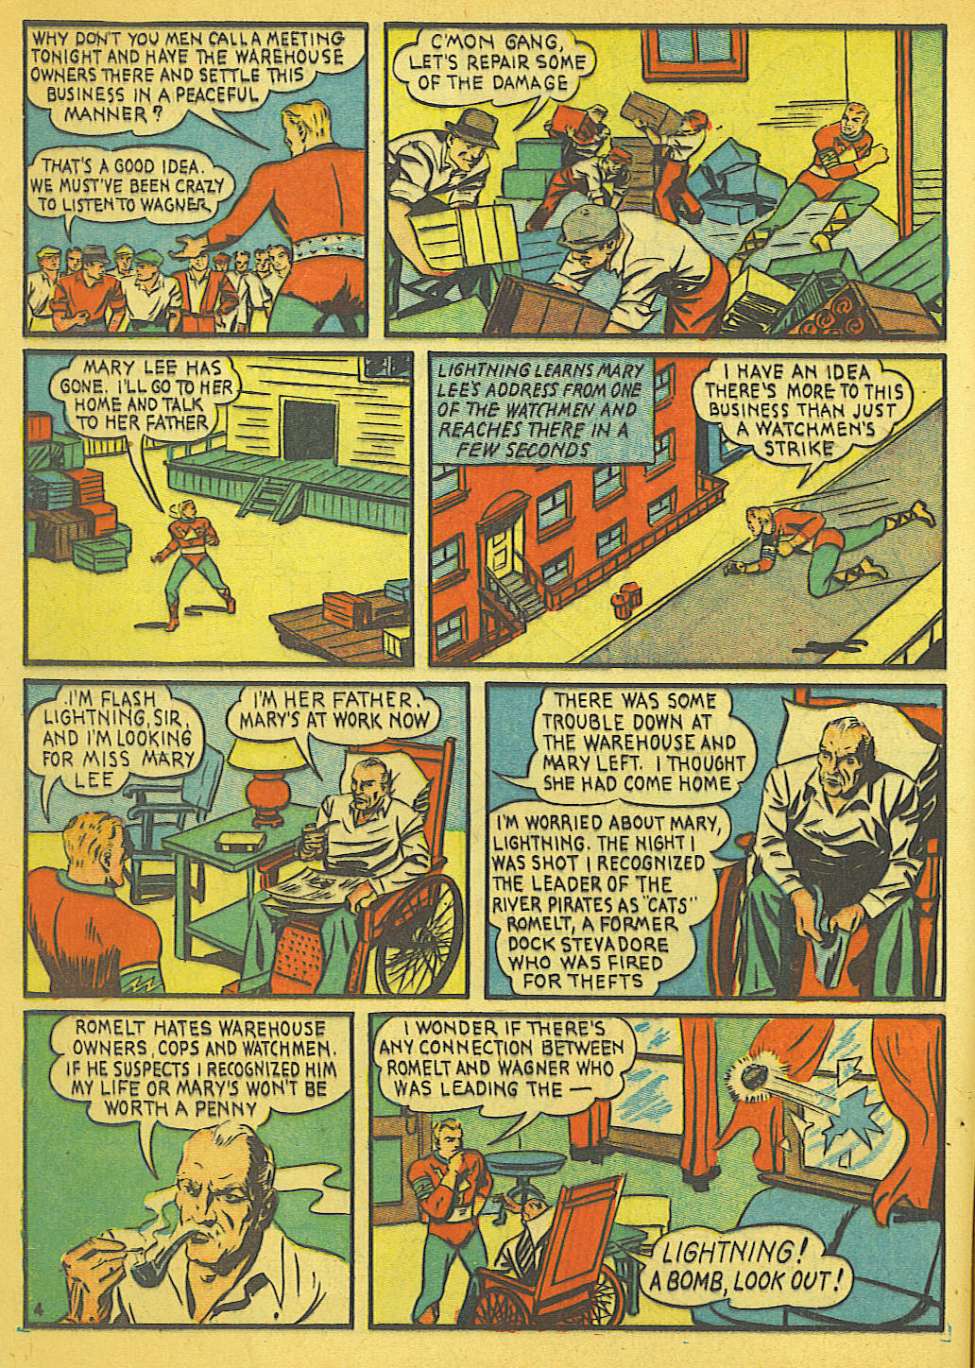 WHY DON'T YOU MEN CALL A MEETING
TONIGHT AND HAVE THE WAREHOUSE
OWNERS THERE AND SETTLE THIS
BUSINESS IN A PEACEFUL
MANNER?
THAT'S A GOOD IDEA.
WE MUST'VE BEEN CRAZY
TO LISTEN TO WAGNER
C'MON GANG,
LET'S REPAIR SOME
OF THE DAMAGE
MARY LEE HAS
GONE. I'LL GO TO HER
HOME AND TALK
TO HER FATHER
LIGHTNING LEARNS MARY
LEE'S ADDRESS FROM ONE
OF THE WATCHMEN AND
REACHES THERE IN A
FEW SECONDS
I HAVE AN IDEA
THERE'S MORE TO THIS
BUSINESS THAN JUST
A WATCHMEN'S
STRIKE
I'M FLASH
LIGHTNING, SIR,
AND I'M LOOKING
FOR MISS MARY
LEE
I'M HER FATHER.
MARY'S AT WORK NOW
THERE WAS SOME
TROUBLE DOWN AT
THE WAREHOUSE AND
MARY LEFT. I THOUGHT
SHE HAD COME HOME
I'M WORRIED ABOUT MARY,
LIGHTNING. THE NIGHT I
WAS SHOT I RECOGNIZED
THE LEADER OF THE
RIVER PIRATES AS "CATS"
ROMELT, A FORMER
DOCK STEVADORE
WHO WAS FIRED
FOR THEFTS
ROMELT HATES WAREHOUSE
OWNERS, COPS AND WATCHMEN.
IF HE SUSPECTS I RECOGNIZED HIM
MY LIFE OR MARY'S WON'T BE
WORTH A PENNY
4
I WONDER IF THERE'S
ANY CONNECTION BETWEEN
ROMELT AND WAGNER WHO
WAS LEADING THE —
LIGHTNING!
A BOMB, LOOK OUT!